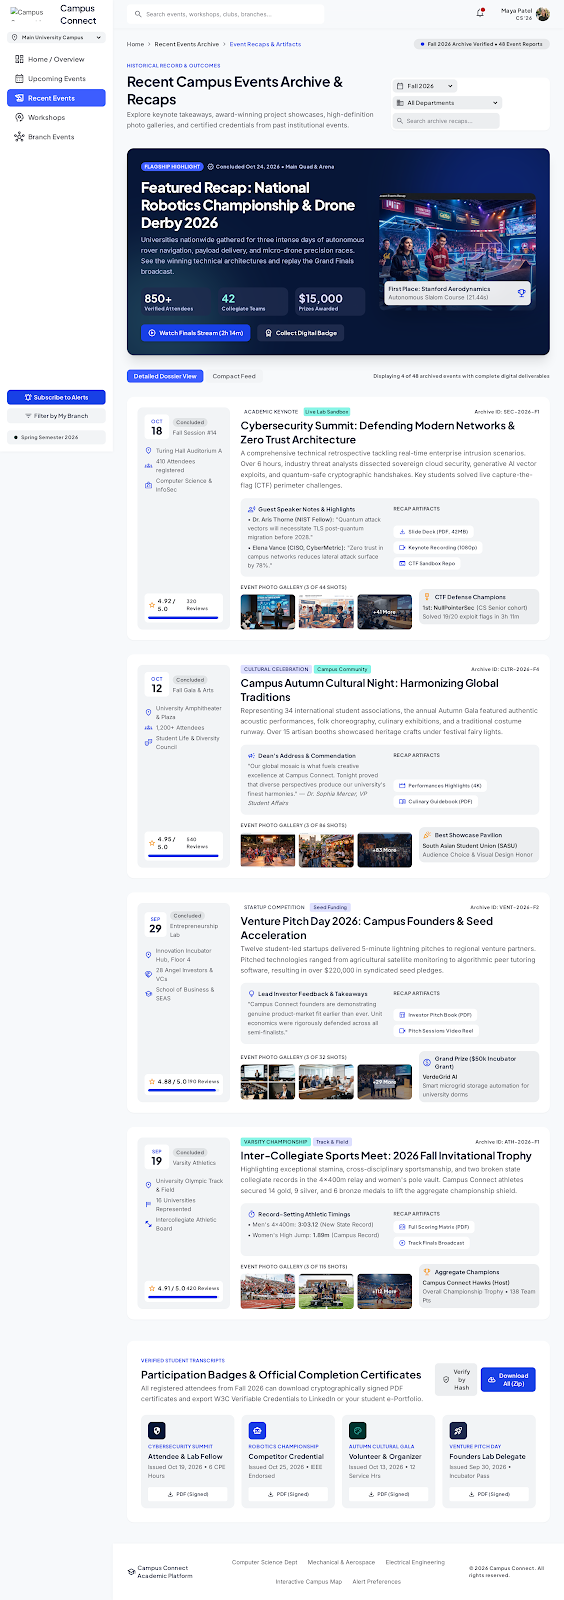 Campus
Campus Connect
Main University Campus
Home / Overview
Upcoming Events
Recent Events
Workshops
Branch Events
Subscribe to Alerts
Filter by My Branch
Spring Semester 2026
Search events, workshops, clubs, branches...
Maya Patel
CS '26
Home > Recent Events Archive > Event Recaps & Artifacts
Fall 2026 Archive Verified • 48 Event Reports
HISTORICAL RECORD & OUTCOMES
Recent Campus Events Archive &
Recaps
Explore keynote takeaways, award-winning project showcases, high-definition
photo galleries, and certified credentials from past institutional events.
Fall 2026
All Departments
Search archive recaps...
FLAGSHIP HIGHLIGHT
Concluded Oct 24, 2026 • Main Quad & Arena
Featured Recap: National
Robotics Championship & Drone
Derby 2026
Universities nationwide gathered for three intense days of autonomous
rover navigation, payload delivery, and micro-drone precision races.
See the winning technical architectures and replay the Grand Finals
broadcast.
850+
Verified Attendees
42
Collegiate Teams
$15,000
Prizes Awarded
Watch Finals Stream (2h 14m)
Collect Digital Badge
First Place: Stanford Aerodynamics
Autonomous Slalom Course (21.44s)
Detailed Dossier View
Compact Feed
Displaying 4 of 48 archived events with complete digital deliverables
OCT
18
Concluded
Fall Session #14
Turing Hall Auditorium A
410 Attendees
registered
Computer Science &
InfoSec
4.92 /
5.0
320
Reviews
ACADEMIC KEYNOTE
Live Lab Sandbox
Archive ID: SEC-2026-F1
Cybersecurity Summit: Defending Modern Networks &
Zero Trust Architecture
A comprehensive technical retrospective tackling real-time enterprise intrusion scenarios.
Over 6 hours, industry threat analysts dissected sovereign cloud security, generative AI vector
exploits, and quantum-safe cryptographic handshakes. Key students solved live capture-the-
flag (CTF) perimeter challenges.
Guest Speaker Notes & Highlights
• Dr. Aris Thorne (NIST Fellow): "Quantum attack
vectors will necessitate TLS post-quantum
migration before 2028."
• Elena Vance (CISO, CyberMetric): "Zero trust in
campus networks reduces lateral attack surface
by 78%."
RECAP ARTIFACTS
Slide Deck (PDF, 42MB)
Keynote Recording (1080p)
CTF Sandbox Repo
EVENT PHOTO GALLERY (3 OF 44 SHOTS)
+41 More
CTF Defense Champions
1st: NullPointerSec (CS Senior cohort)
Solved 19/20 exploit flags in 3h 11m
OCT
12
Concluded
Fall Gala & Arts
University Amphitheater
& Plaza
1,200+ Attendees
Student Life & Diversity
Council
4.95 /
5.0
540
Reviews
CULTURAL CELEBRATION
Campus Community
Archive ID: CLTR-2026-F4
Campus Autumn Cultural Night: Harmonizing Global
Traditions
Representing 34 international student associations, the annual Autumn Gala featured authentic
acoustic performances, folk choreography, culinary exhibitions, and a traditional costume
runway. Over 15 artisan booths showcased heritage crafts under festival fairy lights.
Dean's Address & Commendation
"Our global mosaic is what fuels creative
excellence at Campus Connect. Tonight proved
that diverse perspectives produce our university's
finest harmonies." — Dr. Sophia Mercer, VP
Student Affairs
RECAP ARTIFACTS
Performances Highlights (4K)
Culinary Guidebook (PDF)
EVENT PHOTO GALLERY (3 OF 86 SHOTS)
+83 More
Best Showcase Pavilion
South Asian Student Union (SASU)
Audience Choice & Visual Design Honor
SEP
29
Concluded
Entrepreneurship
Lab
Innovation Incubator
Hub, Floor 4
28 Angel Investors &
VCs
School of Business &
SEAS
4.88 / 5.0
190 Reviews
STARTUP COMPETITION
Seed Funding
Archive ID: VENT-2026-F2
Venture Pitch Day 2026: Campus Founders & Seed
Acceleration
Twelve student-led startups delivered 5-minute lightning pitches to regional venture partners.
Pitched technologies ranged from agricultural satellite monitoring to algorithmic peer tutoring
software, resulting in over $220,000 in syndicated seed pledges.
Lead Investor Feedback & Takeaways
"Campus Connect founders are demonstrating
genuine product-market fit earlier than ever. Unit
economics were rigorously defended across all
semi-finalists."
RECAP ARTIFACTS
Investor Pitch Book (PDF)
Pitch Sessions Video Reel
EVENT PHOTO GALLERY (3 OF 32 SHOTS)
+29 More
Grand Prize ($50k Incubator
Grant)
VerdeGrid AI
Smart microgrid storage automation for
university dorms
SEP
19
Concluded
Varsity Athletics
University Olympic Track
& Field
16 Universities
Represented
Intercollegiate Athletic
Board
4.91 / 5.0
420 Reviews
VARSITY CHAMPIONSHIP
Track & Field
Archive ID: ATH-2026-F1
Inter-Collegiate Sports Meet: 2026 Fall Invitational Trophy
Highlighting exceptional stamina, cross-disciplinary sportsmanship, and two broken state
collegiate records in the 4x400m relay and women's pole vault. Campus Connect athletes
secured 14 gold, 9 silver, and 6 bronze medals to lift the aggregate championship shield.
Record-Setting Athletic Timings
• Men's 4x400m: 3:03.12 (New State Record)
• Women's High Jump: 1.89m (Campus Record)
RECAP ARTIFACTS
Full Scoring Matrix (PDF)
Track Finals Broadcast
EVENT PHOTO GALLERY (3 OF 115 SHOTS)
+112 More
Aggregate Champions
Campus Connect Hawks (Host)
Overall Championship Trophy • 138 Team
Pts
VERIFIED STUDENT TRANSCRIPTS
Participation Badges & Official Completion Certificates
All registered attendees from Fall 2026 can download cryptographically signed PDF
certificates and export W3C Verifiable Credentials to LinkedIn or your student e-Portfolio.
Verify
by
Hash
Download
All (Zip)
CYBERSECURITY SUMMIT
Attendee & Lab Fellow
Issued Oct 19, 2026 • 6 CPE
Hours
PDF (Signed)
ROBOTICS CHAMPIONSHIP
Competitor Credential
Issued Oct 25, 2026 • IEEE
Endorsed
PDF (Signed)
AUTUMN CULTURAL GALA
Volunteer & Organizer
Issued Oct 13, 2026 • 12
Service Hrs
PDF (Signed)
VENTURE PITCH DAY
Founders Lab Delegate
Issued Sep 30, 2026 •
Incubator Pass
PDF (Signed)
Campus Connect
Academic Platform
Computer Science Dept
Mechanical & Aerospace
Electrical Engineering
Interactive Campus Map
Alert Preferences
© 2026 Campus Connect. All
rights reserved.